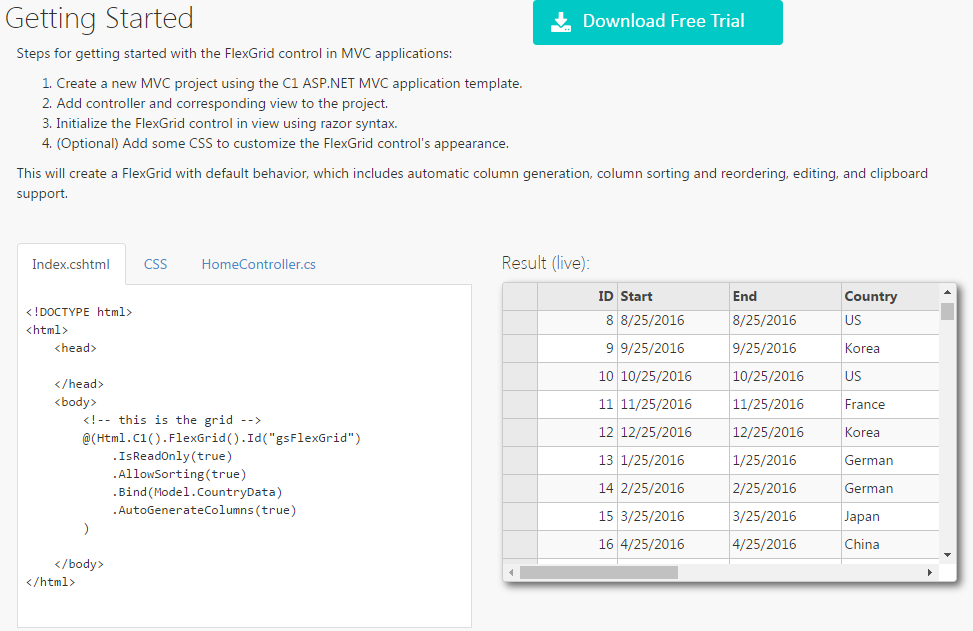 Getting Started
Download Free Trial
Steps for getting started with the FlexGrid control in MVC applications:
1. Create a new MVC project using the C1 ASP.NET MVC application template.
2. Add controller and corresponding view to the project.
3. Initialize the FlexGrid control in view using razor syntax.
4. (Optional) Add some CSS to customize the FlexGrid control's appearance.
This will create a FlexGrid with default behavior, which includes automatic column generation, column sorting and reordering, editing, and clipboard
support.
Index.cshtml CSS HomeController.cs
<!DOCTYPE html>
<html>
<head>
</head>
<body>
<!-- this is the grid -->
@(Html.C1().FlexGrid().Id("gsFlexGrid")
.IsReadOnly(true)
.AllowSorting(true)
.Bind(Model.CountryData)
.AutoGenerateColumns(true)
)
</body>
</html>
Result (live):
ID Start End Country
8 8/25/2016 8/25/2016 US
9 9/25/2016 9/25/2016 Korea
10 10/25/2016 10/25/2016 US
11 11/25/2016 11/25/2016 France
12 12/25/2016 12/25/2016 Korea
13 1/25/2016 1/25/2016 German
14 2/25/2016 2/25/2016 German
15 3/25/2016 3/25/2016 Japan
16 4/25/2016 4/25/2016 China